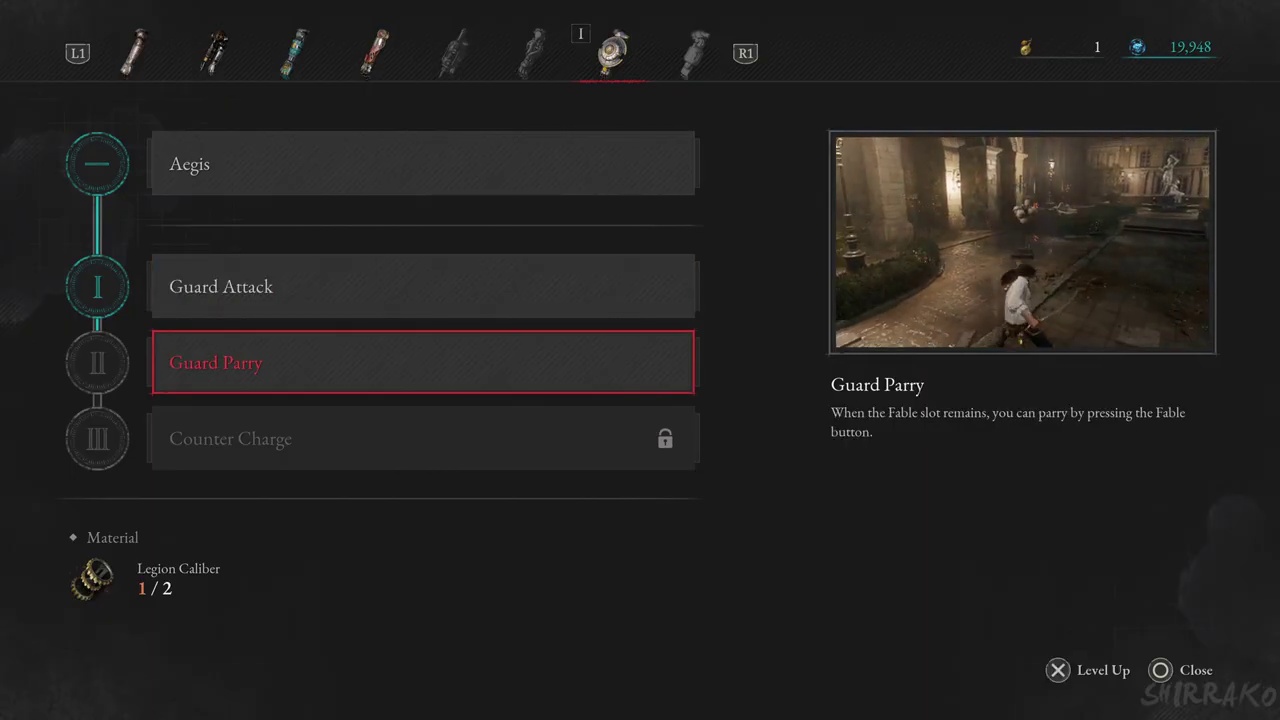 L1
I
R1
1
19,948
Aegis
I
Guard Attack
II
Guard Parry
III
Counter Charge
Guard Parry
When the Fable slot remains, you can parry by pressing the Fable
button.
Material
Legion Caliber
1 / 2
Level Up
Close
SHIRRAKO